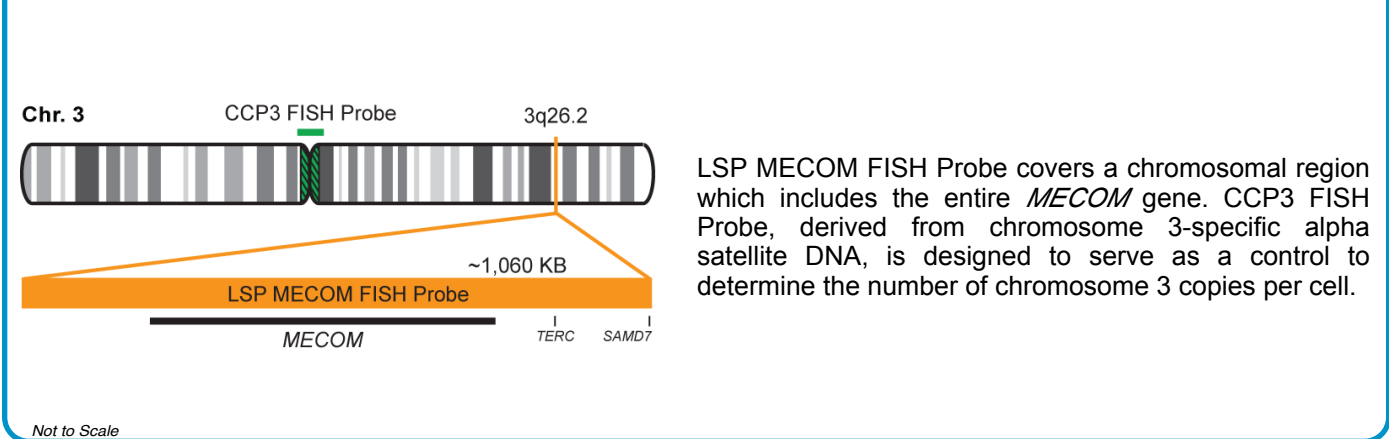 Chr. 3
CCP3 FISH Probe
3q26.2
~1,060 KB
LSP MECOM FISH Probe
MECOM
TERC
SAMD7
LSP MECOM FISH Probe covers a chromosomal region
which includes the entire MECOM gene. CCP3 FISH
Probe, derived from chromosome 3-specific alpha
satellite DNA, is designed to serve as a control to
determine the number of chromosome 3 copies per cell.
Not to Scale